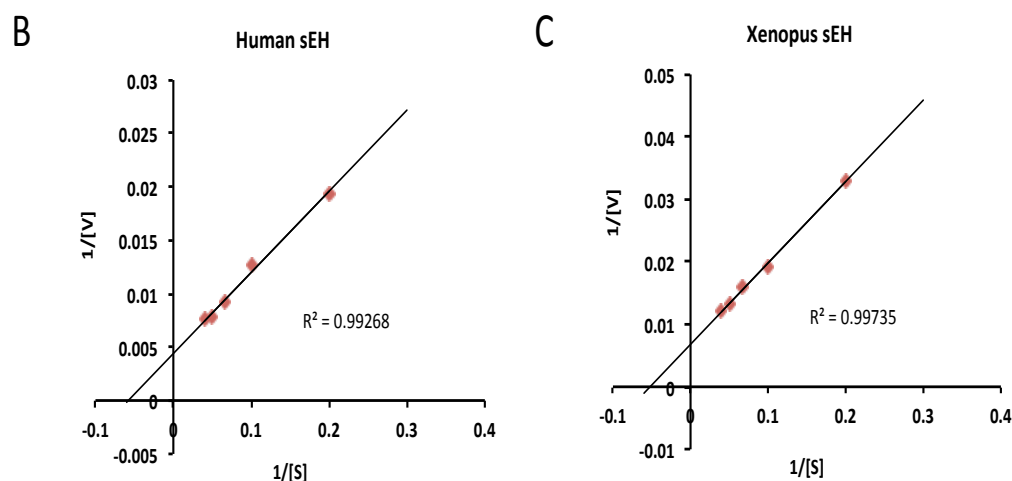 B
Human sEH
0.03
0.025
0.02
0.015
0.01
0.005
0
-0.005
-0.1
0
0.1
0.2
0.3
0.4
1/[V]
1/[S]
R² = 0.99268
C
Xenopus sEH
0.05
0.04
0.03
0.02
0.01
0
-0.01
-0.1
0
0.1
0.2
0.3
0.4
1/[V]
1/[S]
R² = 0.99735